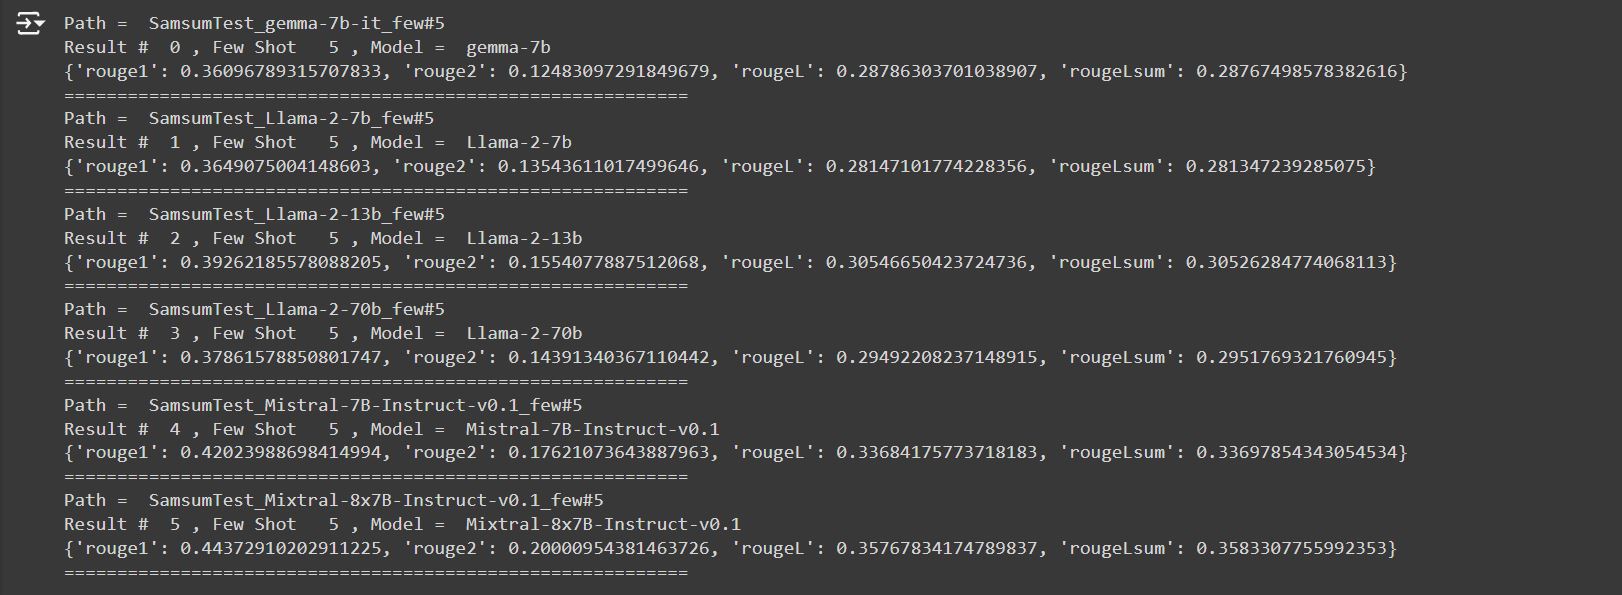 Path =  SamsumTest_gemma-7b-it_few#5
Result #  0 , Few Shot   5 , Model =  gemma-7b
{'rouge1': 0.36096789315707833, 'rouge2': 0.12483097291849679, 'rougeL': 0.28786303701038907, 'rougeLsum': 0.28767498578382616}
===========================================================
Path =  SamsumTest_Llama-2-7b_few#5
Result #  1 , Few Shot   5 , Model =  Llama-2-7b
{'rouge1': 0.3649075004148603, 'rouge2': 0.13543611017499646, 'rougeL': 0.28147101774228356, 'rougeLsum': 0.281347239285075}
===========================================================
Path =  SamsumTest_Llama-2-13b_few#5
Result #  2 , Few Shot   5 , Model =  Llama-2-13b
{'rouge1': 0.39262185578088205, 'rouge2': 0.1554077887512068, 'rougeL': 0.30546650423724736, 'rougeLsum': 0.30526284774068113}
===========================================================
Path =  SamsumTest_Llama-2-70b_few#5
Result #  3 , Few Shot   5 , Model =  Llama-2-70b
{'rouge1': 0.37861578850801747, 'rouge2': 0.14391340367110442, 'rougeL': 0.29492208237148915, 'rougeLsum': 0.2951769321760945}
===========================================================
Path =  SamsumTest_Mistral-7B-Instruct-v0.1_few#5
Result #  4 , Few Shot   5 , Model =  Mistral-7B-Instruct-v0.1
{'rouge1': 0.42023988698414994, 'rouge2': 0.17621073643887963, 'rougeL': 0.33684175773718183, 'rougeLsum': 0.33697854343054534}
===========================================================
Path =  SamsumTest_Mixtral-8x7B-Instruct-v0.1_few#5
Result #  5 , Few Shot   5 , Model =  Mixtral-8x7B-Instruct-v0.1
{'rouge1': 0.44372910202911225, 'rouge2': 0.20000954381463726, 'rougeL': 0.35767834174789837, 'rougeLsum': 0.3583307755992353}
===========================================================